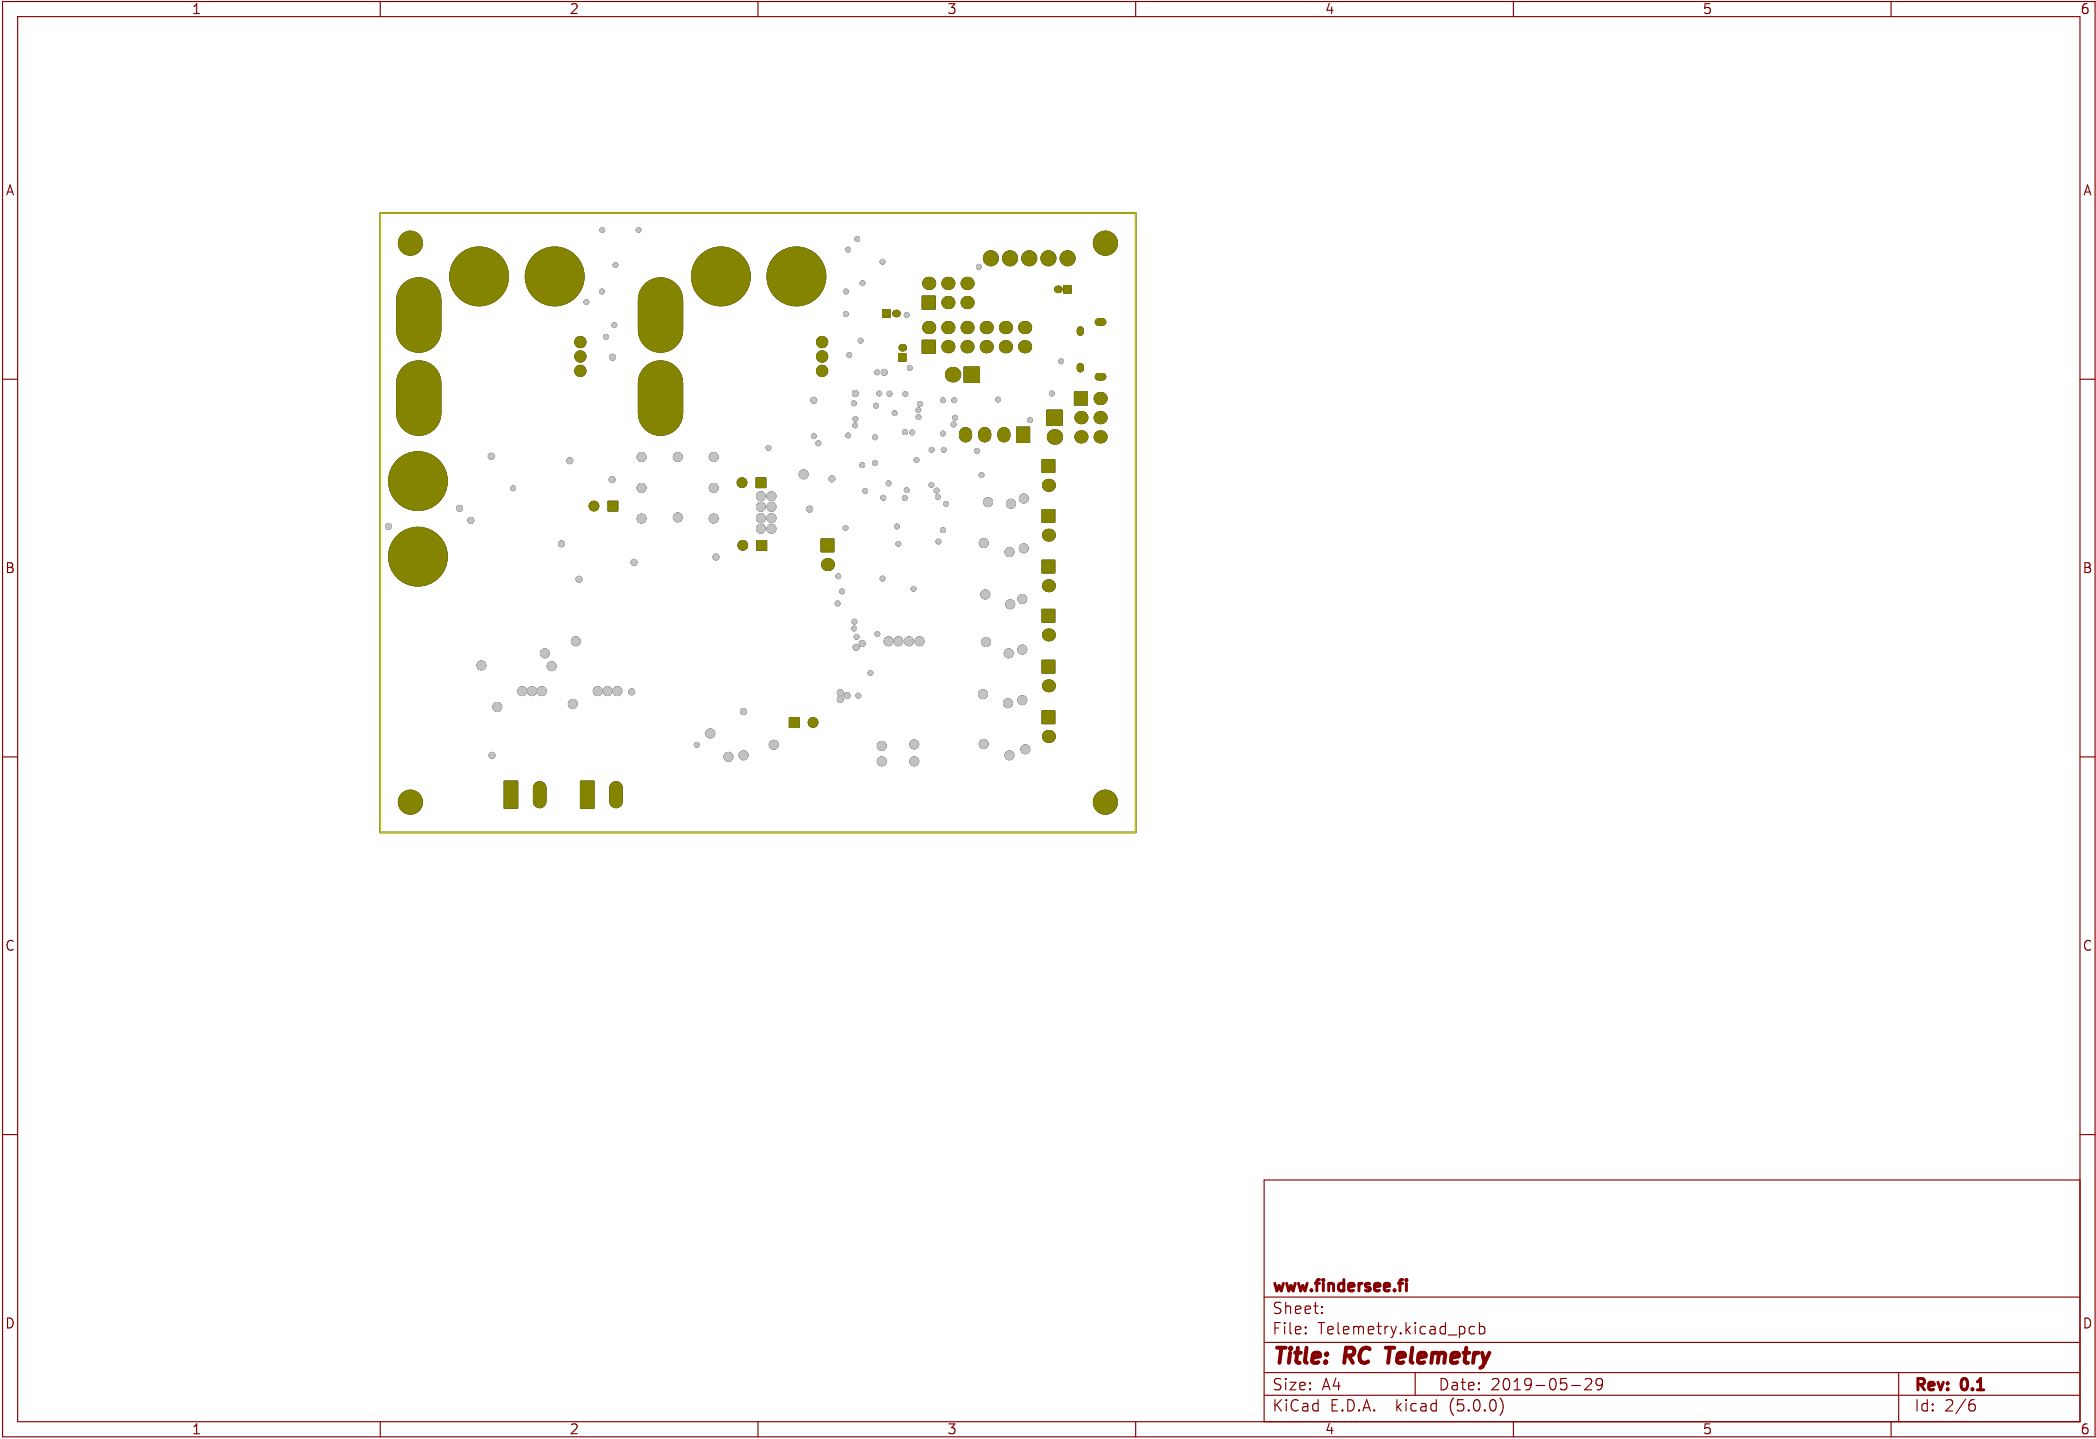 1 2 3 4 5 6
A A
B B
C C
D D
www.findersee.fi
Sheet:
File: Telemetry.kicad_pcb
Title: RC Telemetry
Size: A4 Date: 2019-05-29 Rev: 0.1
KiCad E.D.A. kicad (5.0.0) Id: 2/6
1 2 3 4 5 6